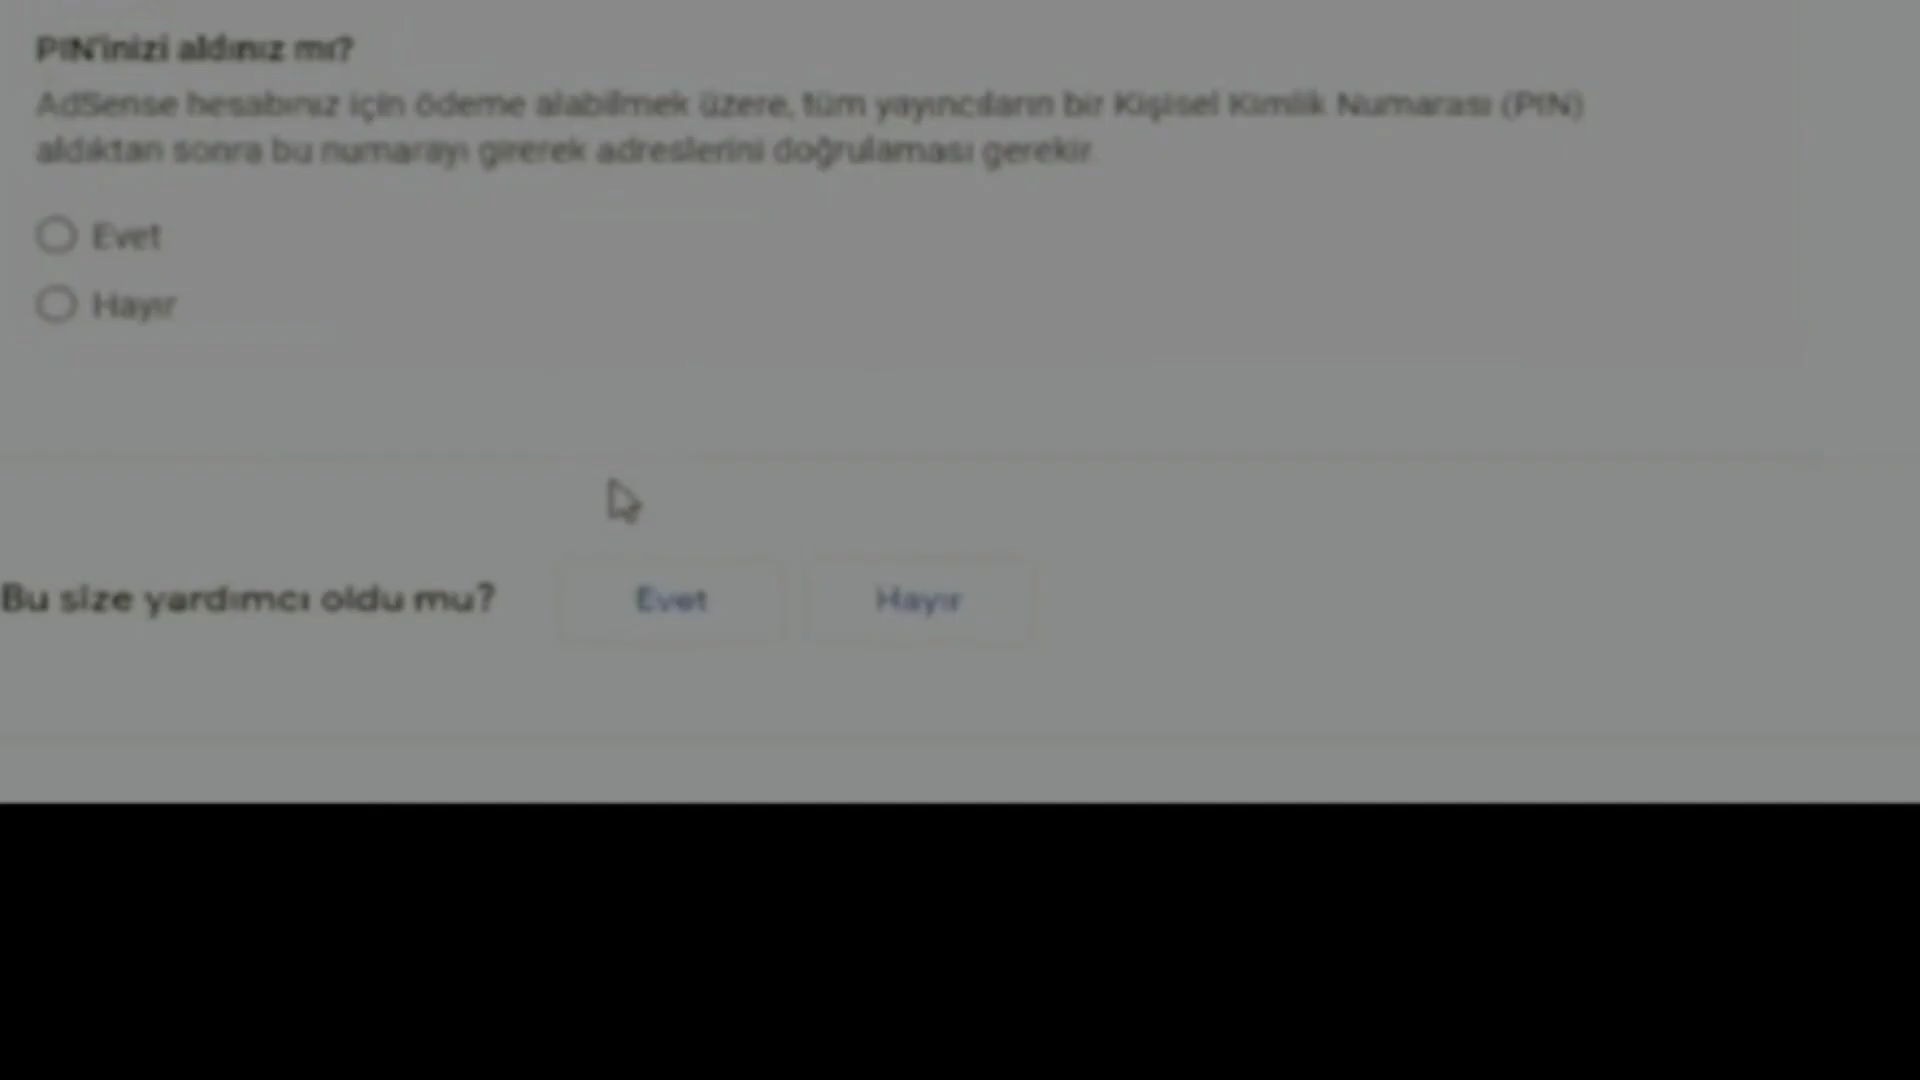 PIN'inizi aldınız mı?
AdSense hesabınız için ödeme alabilmek üzere, tüm yayıncıların bir Kişisel Kimlik Numarası (PIN)
aldıktan sonra bu numarayı girerek adreslerini doğrulaması gerekir.
Evet
Hayır
Bu size yardımcı oldu mu?
Evet
Hayır